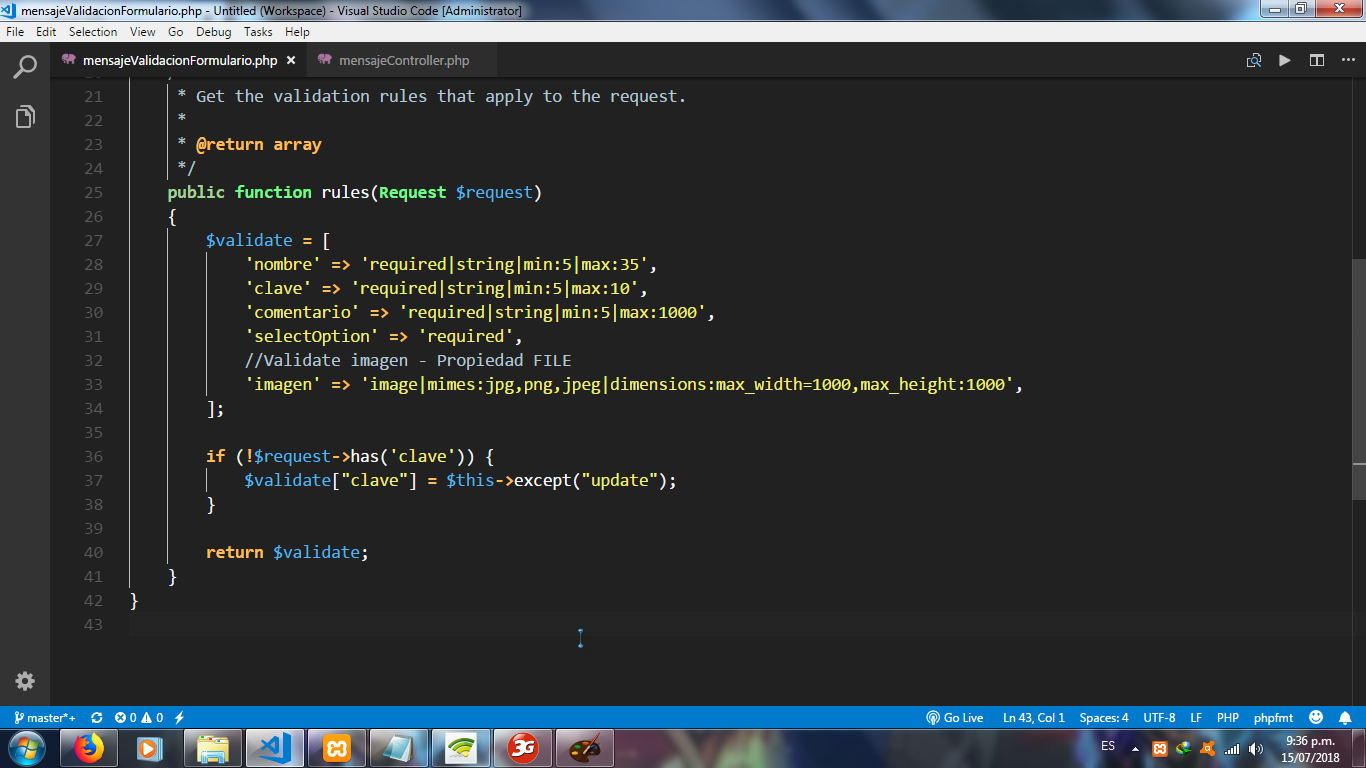 mensajeValidacionFormulario.php - Untitled (Workspace) - Visual Studio Code [Administrator]
File Edit Selection View Go Debug Tasks Help
mensajeValidacionFormulario.php × mensajeController.php
21 * Get the validation rules that apply to the request.
22 *
23 * @return array
24 */
25 public function rules(Request $request)
26 {
27 $validate = [
28 'nombre' => 'required|string|min:5|max:35',
29 'clave' => 'required|string|min:5|max:10',
30 'comentario' => 'required|string|min:5|max:1000',
31 'selectOption' => 'required',
32 //Validate imagen - Propiedad FILE
33 'imagen' => 'image|mimes:jpg,png,jpeg|dimensions:max_width=1000,max_height:1000',
34 ];
35
36 if (!$request->has('clave')) {
37 $validate["clave"] = $this->except("update");
38 }
39
40 return $validate;
41 }
42 }
43
master*+ 0 0 Go Live Ln 43, Col 1 Spaces: 4 UTF-8 LF PHP phpfmt
3G ES 9:36 p.m.
15/07/2018